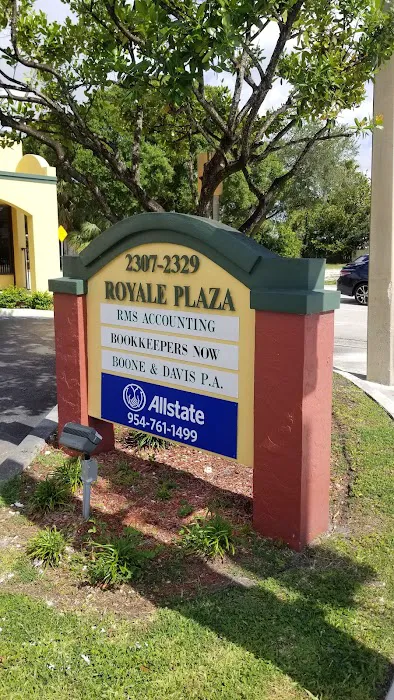 2307-2329
ROYALE PLAZA
RMS ACCOUNTING
BOOKKEEPERS NOW
BOONE & DAVIS P.A.
Allstate
954-761-1499